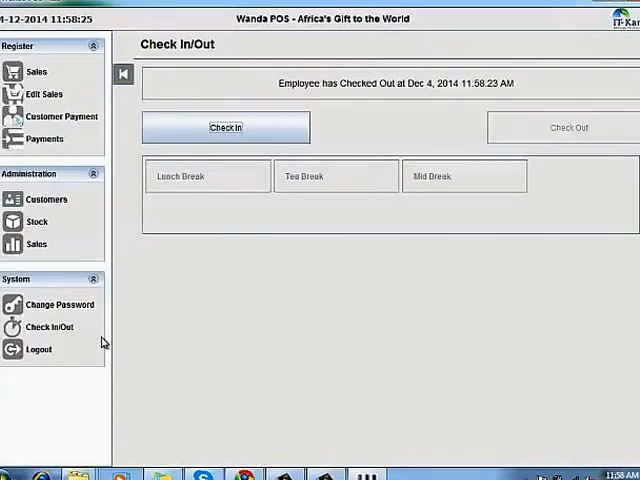 4-12-2014 11:58:25
Wanda POS - Africa's Gift to the World
IT-Kar
Register
Sales
Edit Sales
Customer Payment
Payments
Administration
Customers
Stock
Sales
System
Change Password
Check In/Out
Logout
Check In/Out
Employee has Checked Out at Dec 4, 2014 11:58:23 AM
Check In
Check Out
Lunch Break
Tea Break
Mid Break
11:58 AM